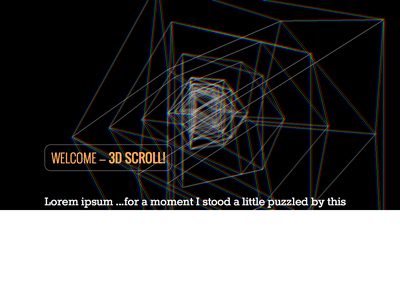 WELCOME – 3D SCROLL!
Lorem ipsum ...for a moment I stood a little puzzled by this